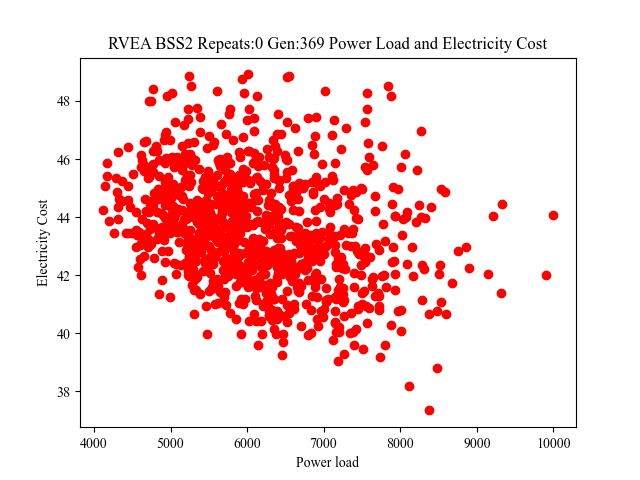 RVEA BSS2 Repeats:0 Gen:369 Power Load and Electricity Cost
48
46
44
42
40
38
Electricity Cost
4000 5000 6000 7000 8000 9000 10000
Power load